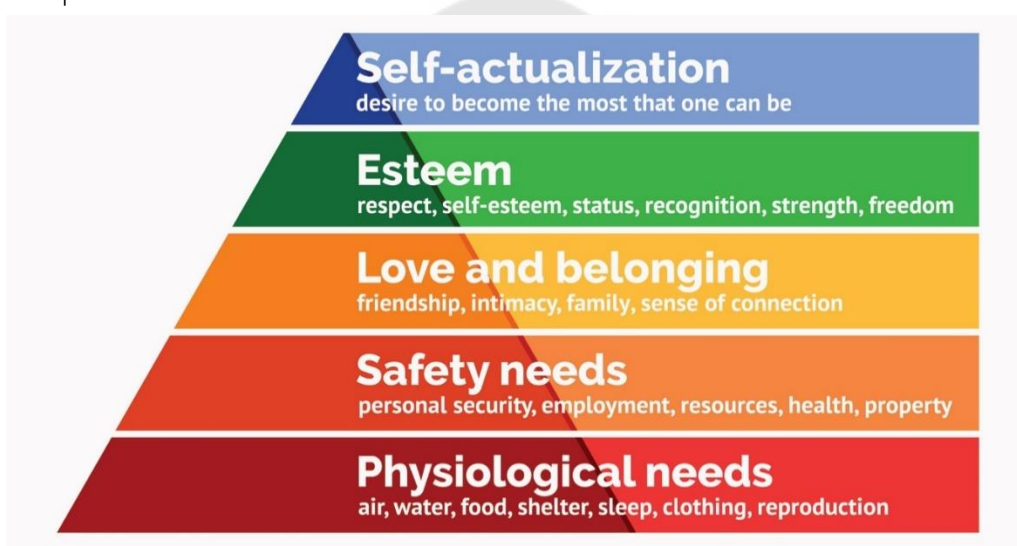 Self-actualization
desire to become the most that one can be
Esteem
respect, self-esteem, status, recognition, strength, freedom
Love and belonging
friendship, intimacy, family, sense of connection
Safety needs
personal security, employment, resources, health, property
Physiological needs
air, water, food, shelter, sleep, clothing, reproduction